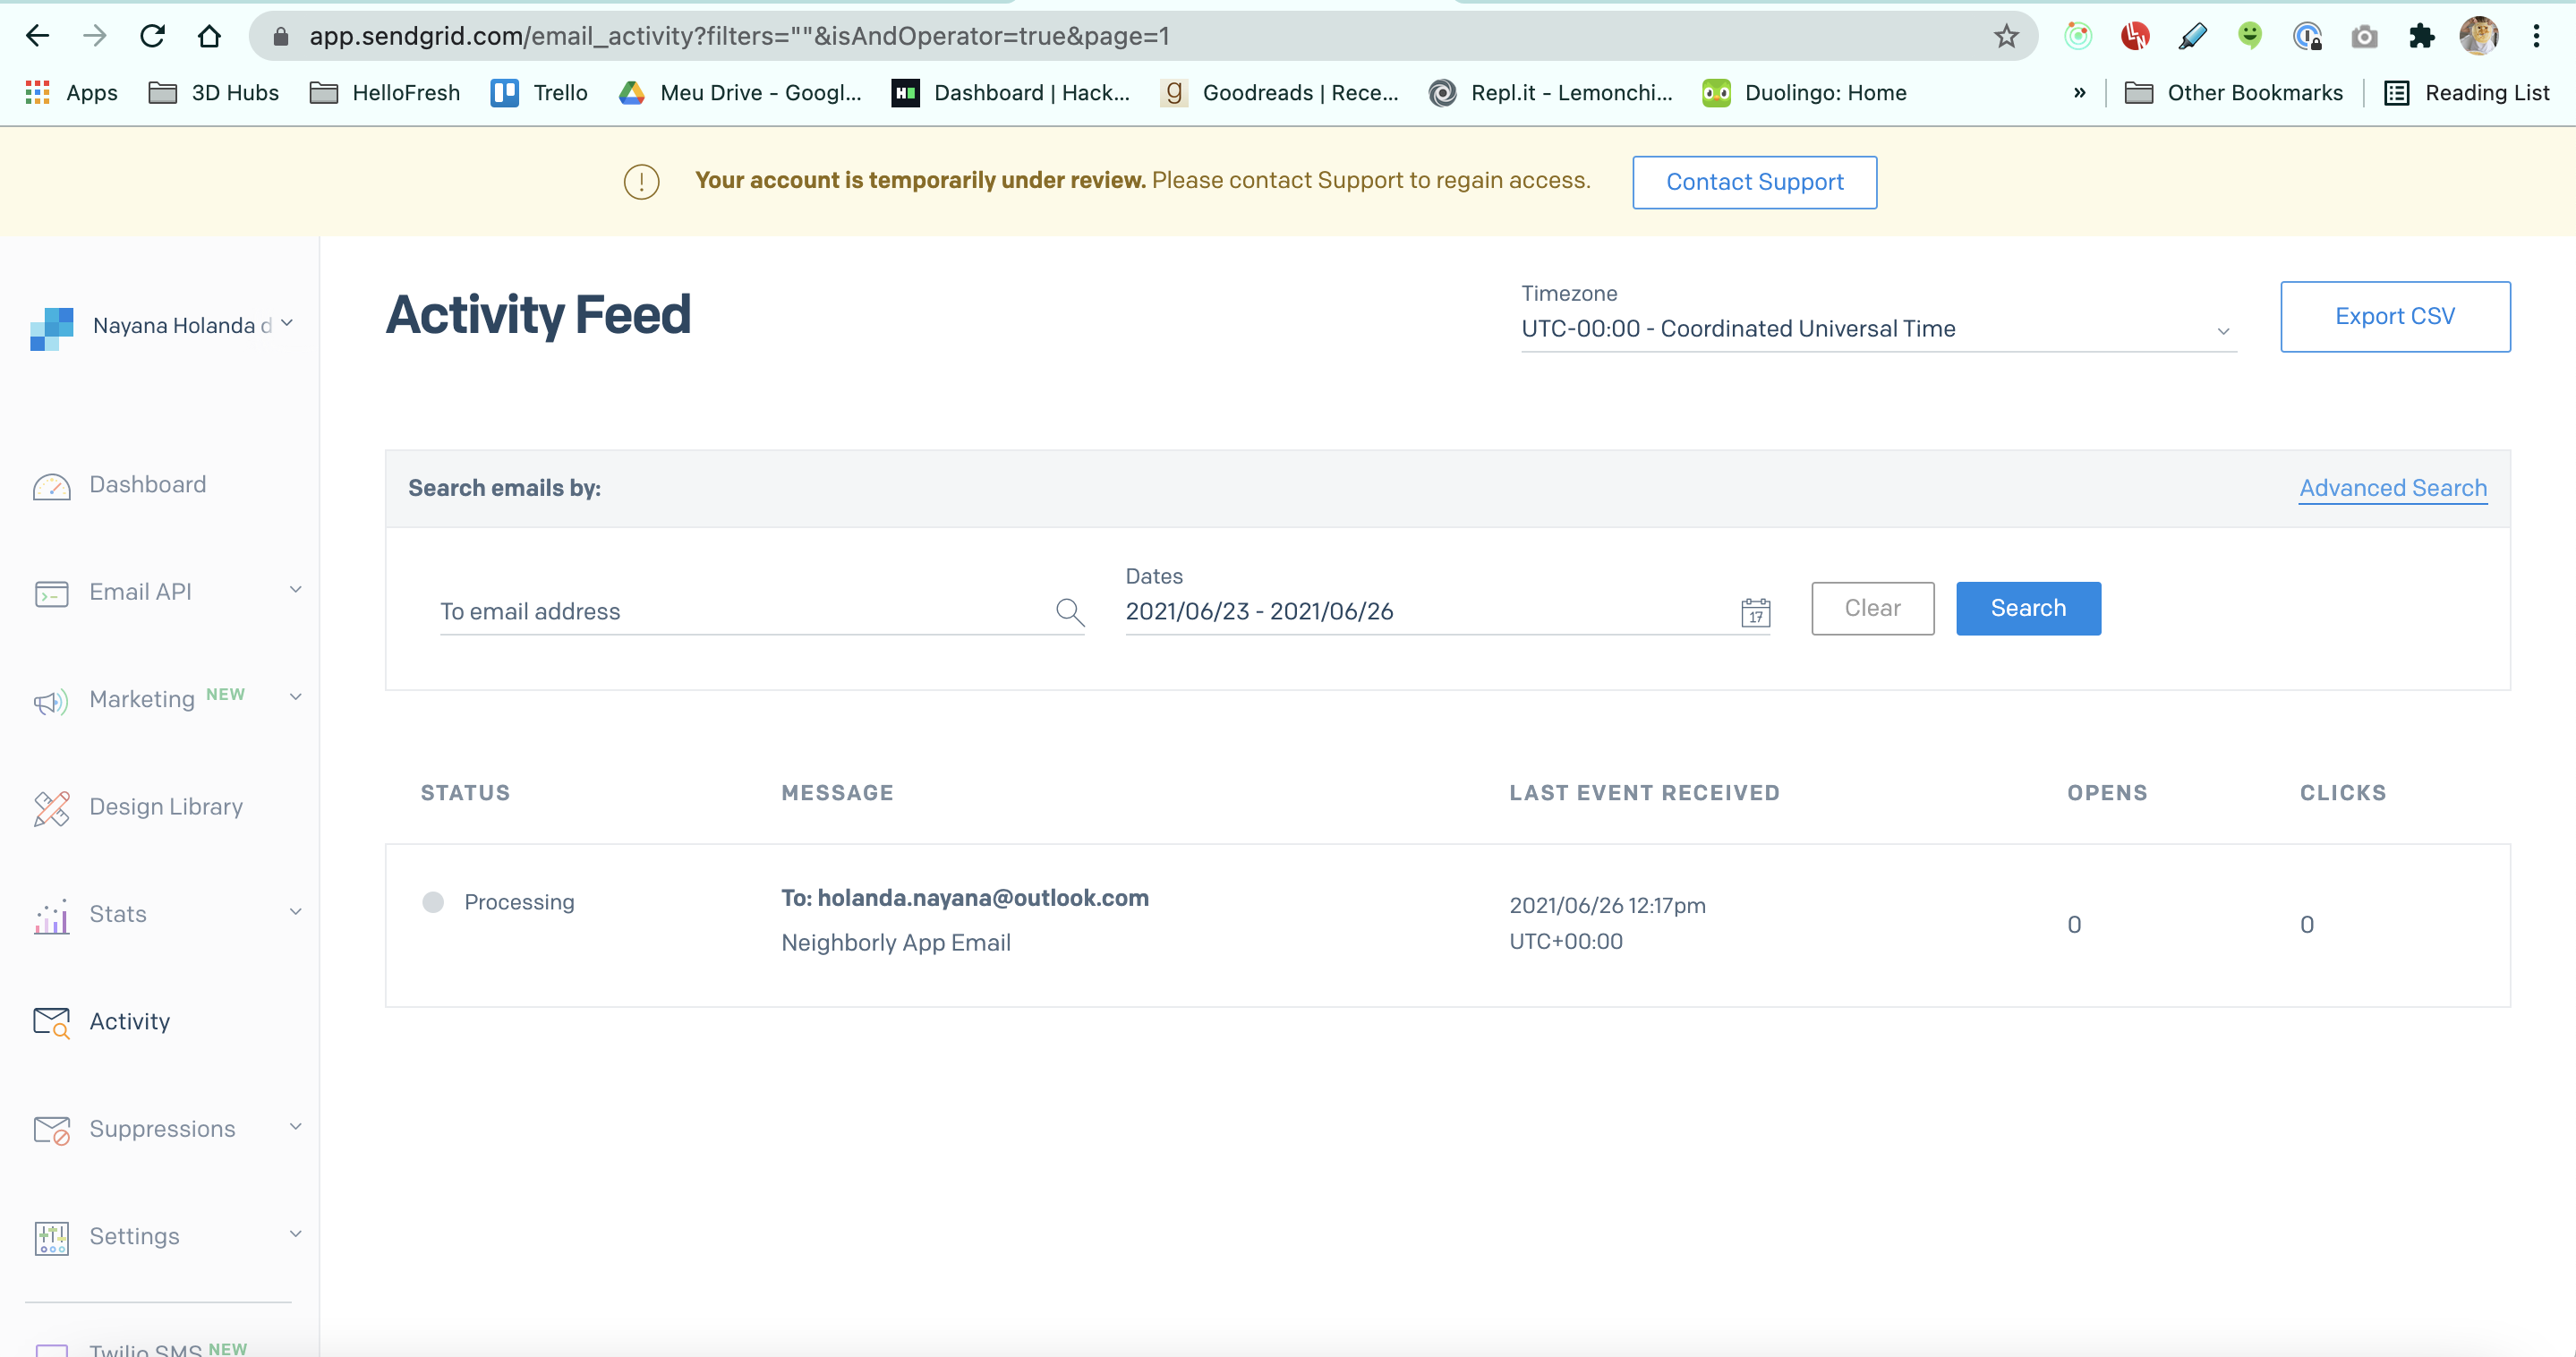 app.sendgrid.com/email_activity?filters=""&isAndOperator=true&page=1
Apps 3D Hubs HelloFresh Trello Meu Drive - Googl... Dashboard | Hack... Goodreads | Rece... Repl.it - Lemonchi... Duolingo: Home » Other Bookmarks Reading List
Your account is temporarily under review. Please contact Support to regain access. Contact Support
Nayana Holanda d
Activity Feed
Timezone
UTC-00:00 - Coordinated Universal Time
Export CSV
Dashboard
Email API
Marketing NEW
Design Library
Stats
Activity
Suppressions
Settings
Twilio SMS NEW
Search emails by: Advanced Search
To email address
Dates
2021/06/23 - 2021/06/26
17
Clear
Search
STATUS MESSAGE LAST EVENT RECEIVED OPENS CLICKS
Processing
To: holanda.nayana@outlook.com
Neighborly App Email
2021/06/26 12:17pm
UTC+00:00
0
0